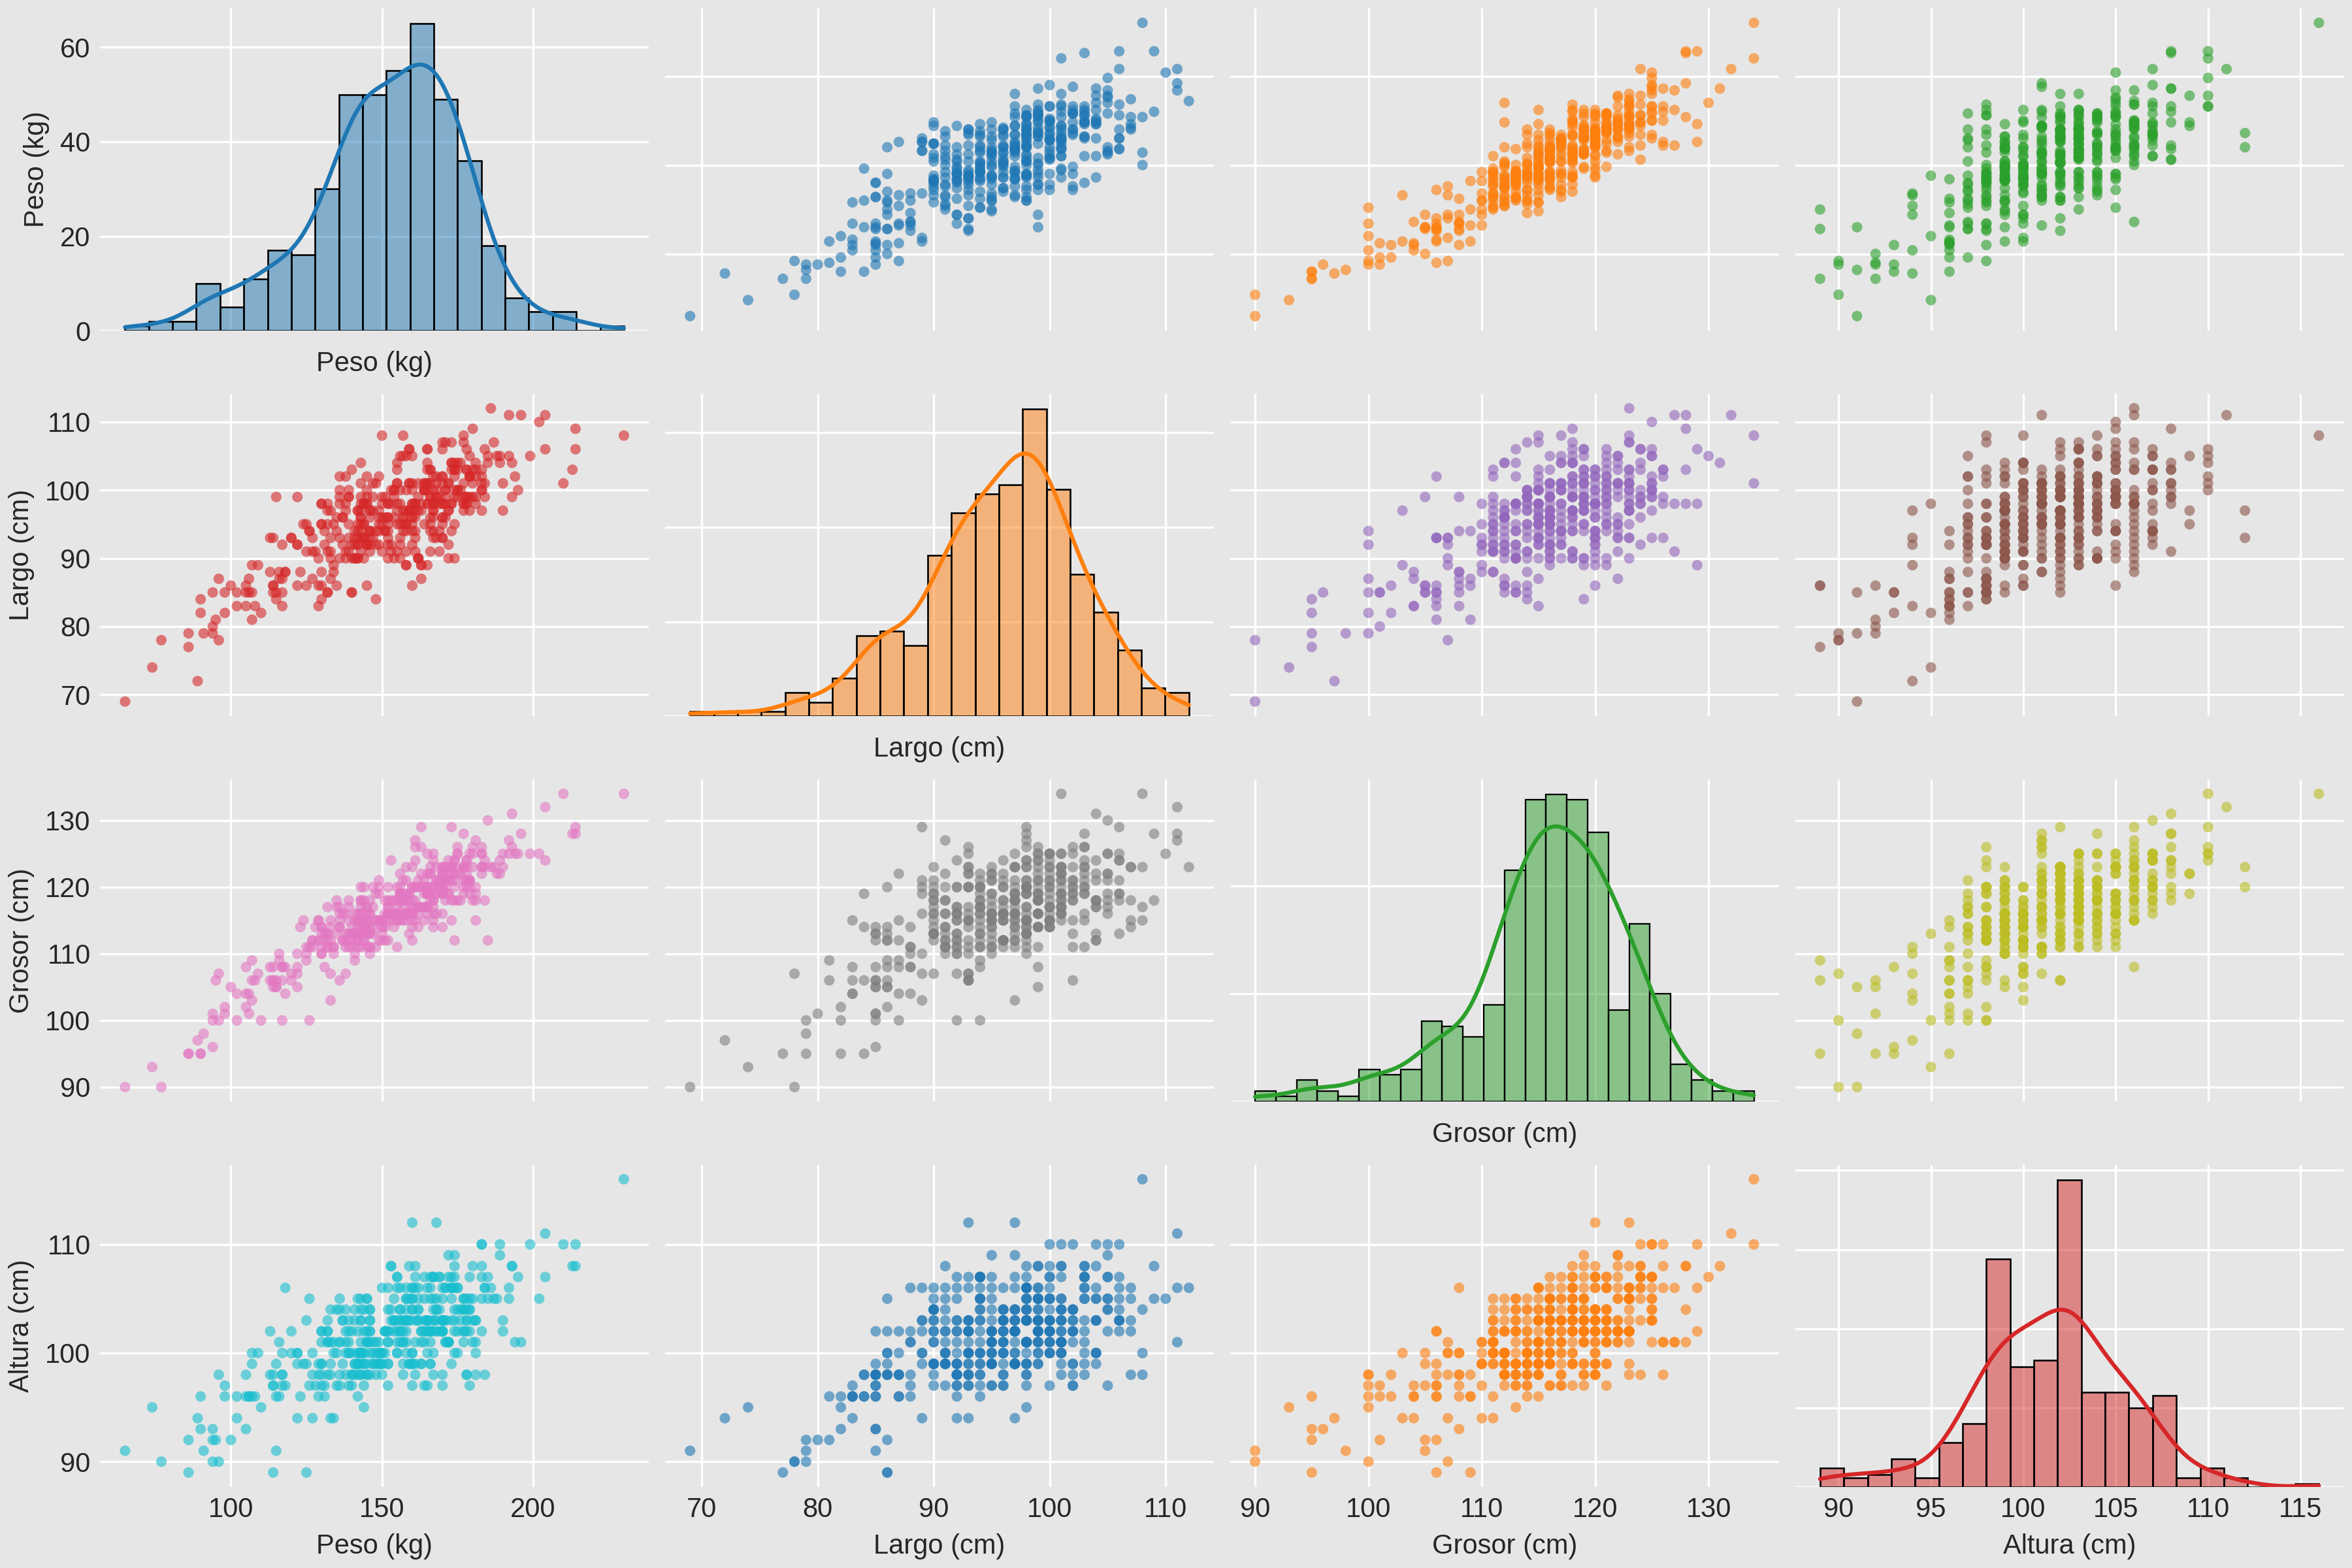 60
40
20
0
Peso (kg)
Peso (kg)
110
100
90
80
70
Largo (cm)
Largo (cm)
130
120
110
100
90
Grosor (cm)
Grosor (cm)
110
100
90
Altura (cm)
100 150 200
70 80 90 100 110
90 100 110 120 130
90 95 100 105 110 115
Peso (kg)
Largo (cm)
Grosor (cm)
Altura (cm)